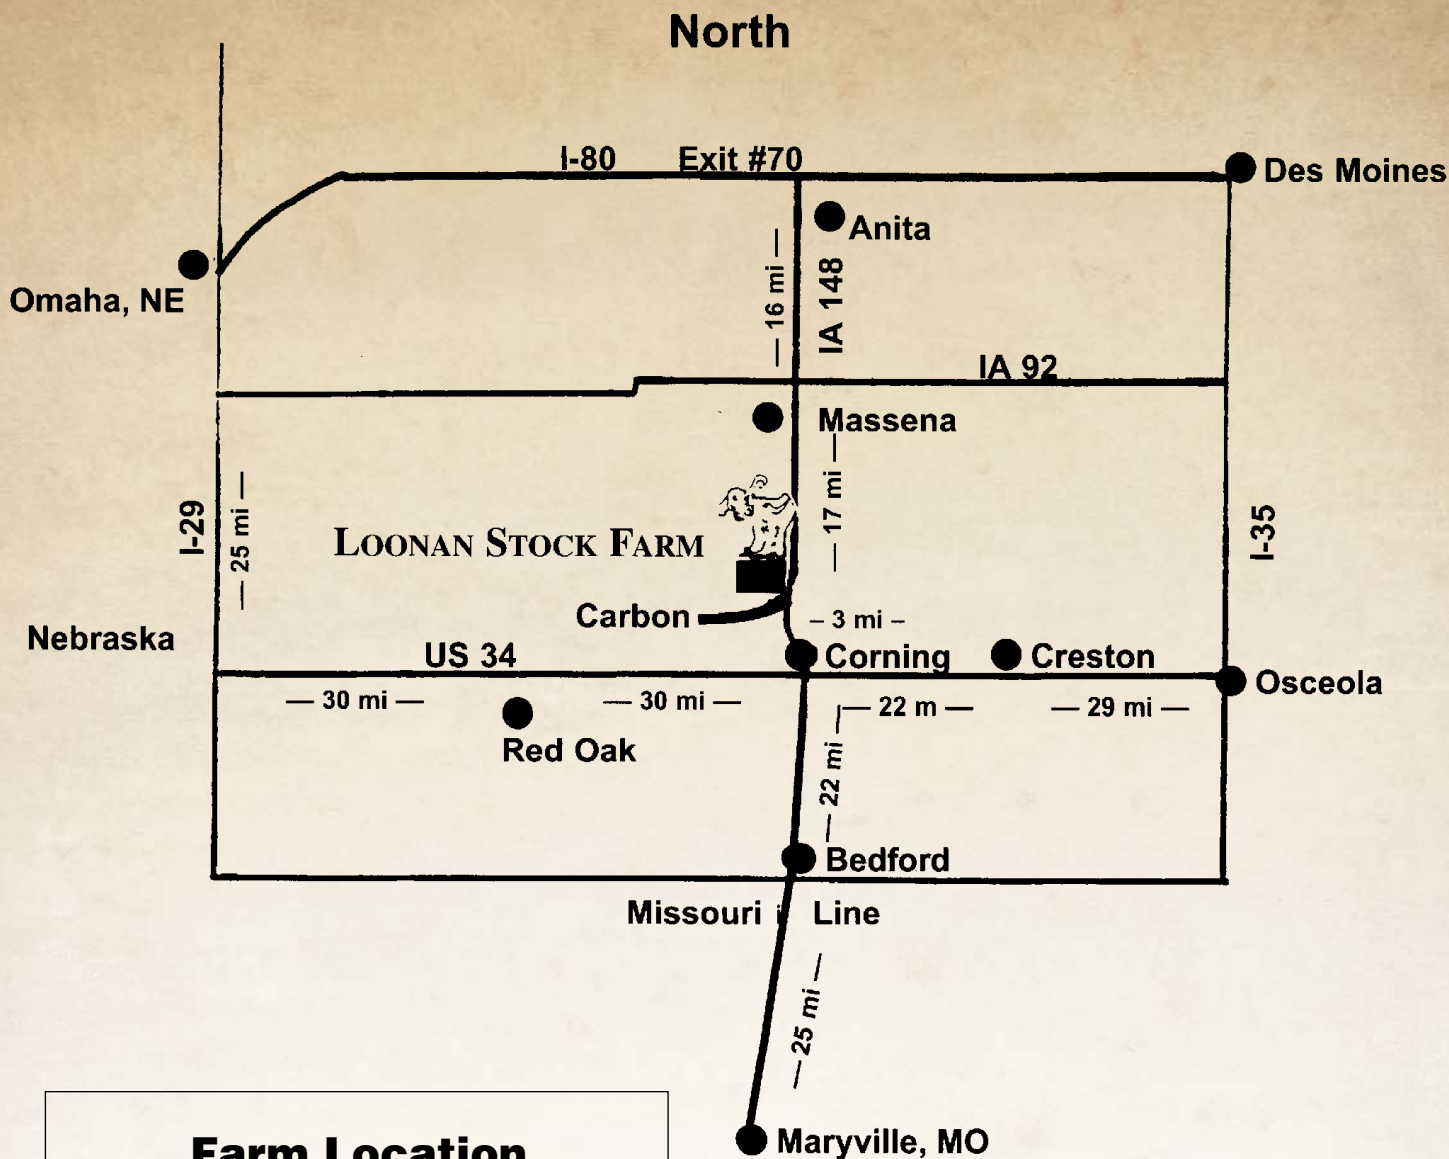 North
I-80 Exit #70
Des Moines
Anita
Omaha, NE
— 16 mi —
IA 148
IA 92
Massena
I-29
— 25 mi —
— 17 mi —
I-35
LOONAN STOCK FARM
Carbon
– 3 mi –
Nebraska
US 34
Corning
Creston
Osceola
— 30 mi —
— 30 mi —
— 22 m —
— 29 mi —
Red Oak
— 22 mi —
Bedford
Missouri Line
— 25 mi —
Maryville, MO
Farm Location